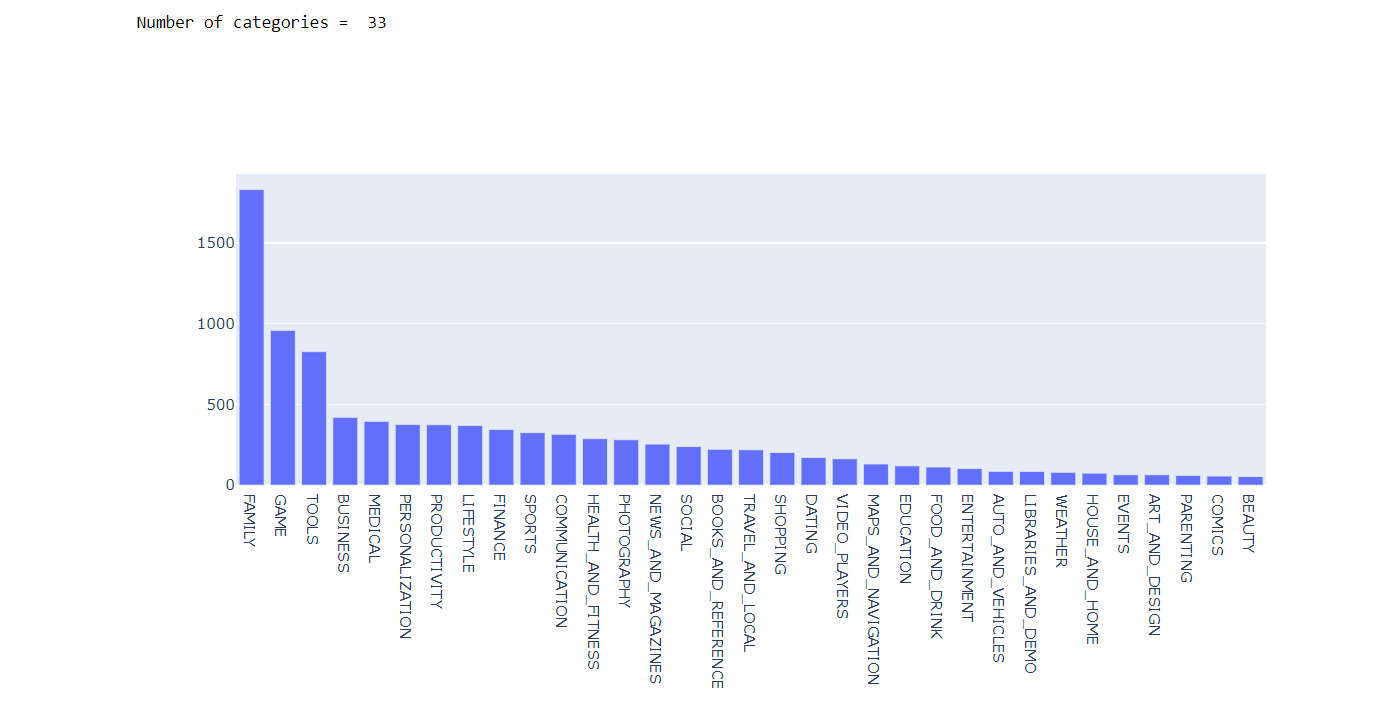 Number of categories =  33
1500
1000
500
0
FAMILY
GAME
TOOLS
BUSINESS
MEDICAL
PERSONALIZATION
PRODUCTIVITY
LIFESTYLE
FINANCE
SPORTS
COMMUNICATION
HEALTH_AND_FITNESS
PHOTOGRAPHY
NEWS_AND_MAGAZINES
SOCIAL
BOOKS_AND_REFERENCE
TRAVEL_AND_LOCAL
SHOPPING
DATING
VIDEO_PLAYERS
MAPS_AND_NAVIGATION
EDUCATION
FOOD_AND_DRINK
ENTERTAINMENT
AUTO_AND_VEHICLES
LIBRARIES_AND_DEMO
WEATHER
HOUSE_AND_HOME
EVENTS
ART_AND_DESIGN
PARENTING
COMICS
BEAUTY